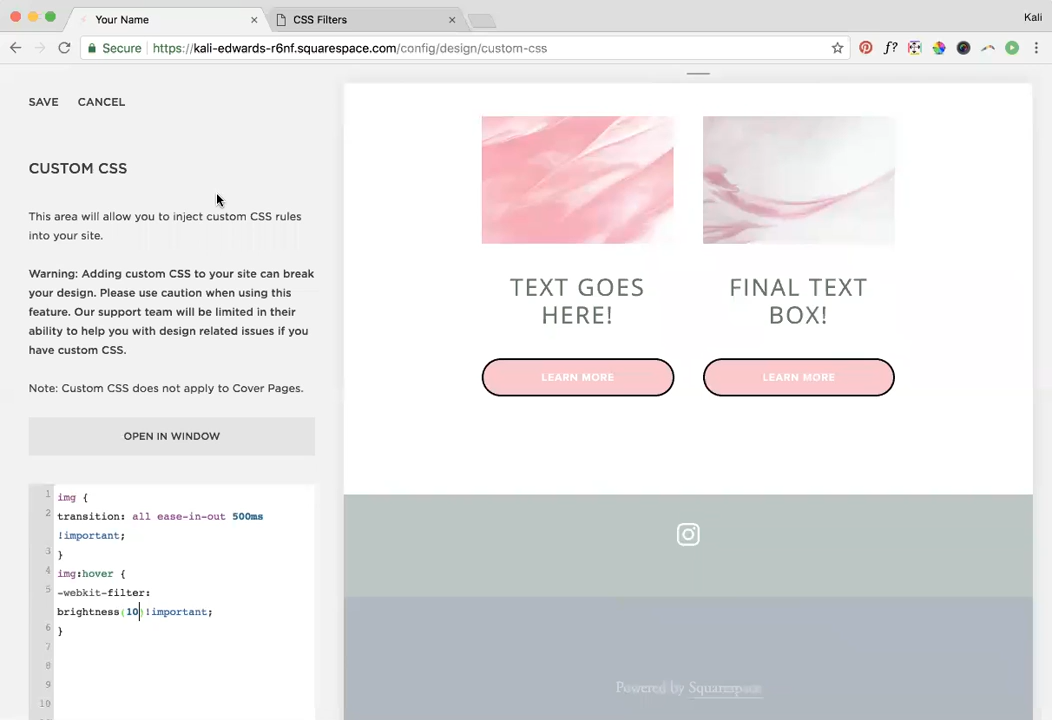 Your Name
CSS Filters
Kali
Secure
https://kali-edwards-r6nf.squarespace.com/config/design/custom-css
f?
SAVE
CANCEL
CUSTOM CSS
This area will allow you to inject custom CSS rules
into your site.
Warning: Adding custom CSS to your site can break
your design. Please use caution when using this
feature. Our support team will be limited in their
ability to help you with design related issues if you
have custom CSS.
Note: Custom CSS does not apply to Cover Pages.
OPEN IN WINDOW
1 img {
2 transition: all ease-in-out 500ms
!important;
3 }
4 img:hover {
5 -webkit-filter:
brightness(10)!important;
6 }
7
8
9
10
TEXT GOES
HERE!
FINAL TEXT
BOX!
LEARN MORE
LEARN MORE
Powered by Squarespace